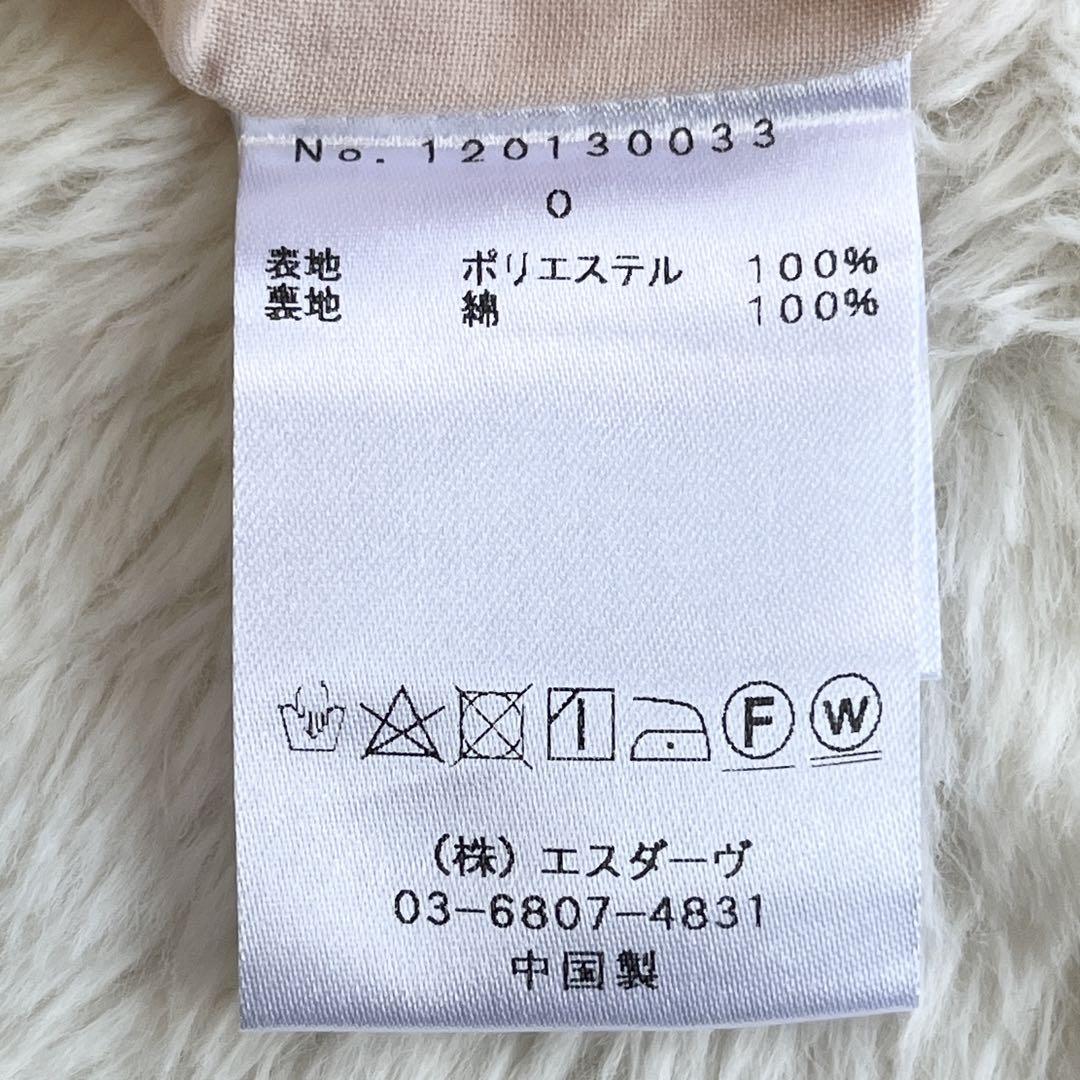 No. 120130033
0
表地 ポリエステル 100%
裏地 綿 100%
F W
(株) エスダーヴ
03-6807-4831
中国製